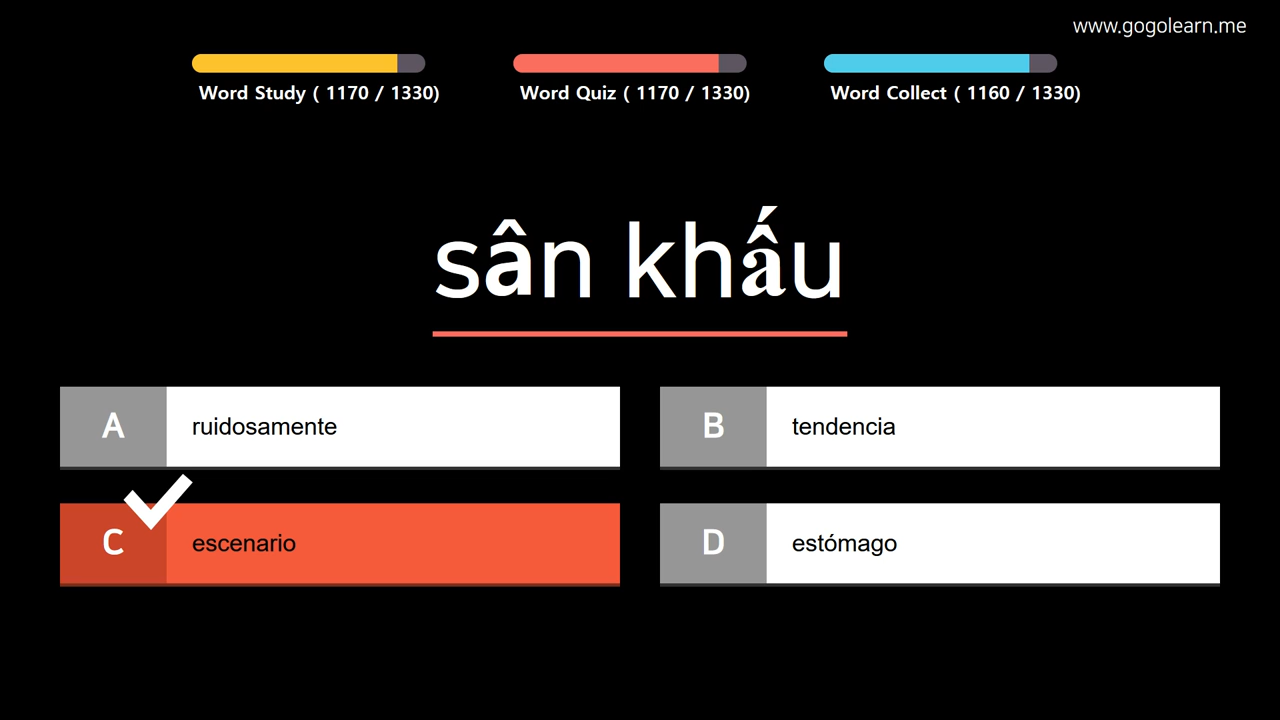 www.gogolearn.me
Word Study ( 1170 / 1330)
Word Quiz ( 1170 / 1330)
Word Collect ( 1160 / 1330)
sân khấu
A ruidosamente
B tendencia
C escenario
D estómago